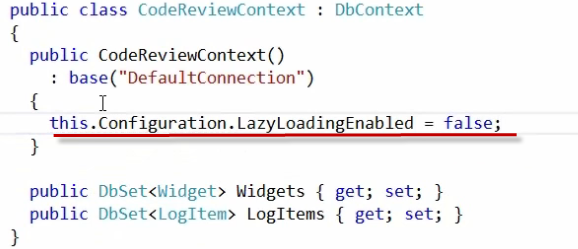 public class CodeReviewContext : DbContext
{
  public CodeReviewContext()
    : base("DefaultConnection")
  {
    this.Configuration.LazyLoadingEnabled = false;
  }

  public DbSet<Widget> Widgets { get; set; }
  public DbSet<LogItem> LogItems { get; set; }
}